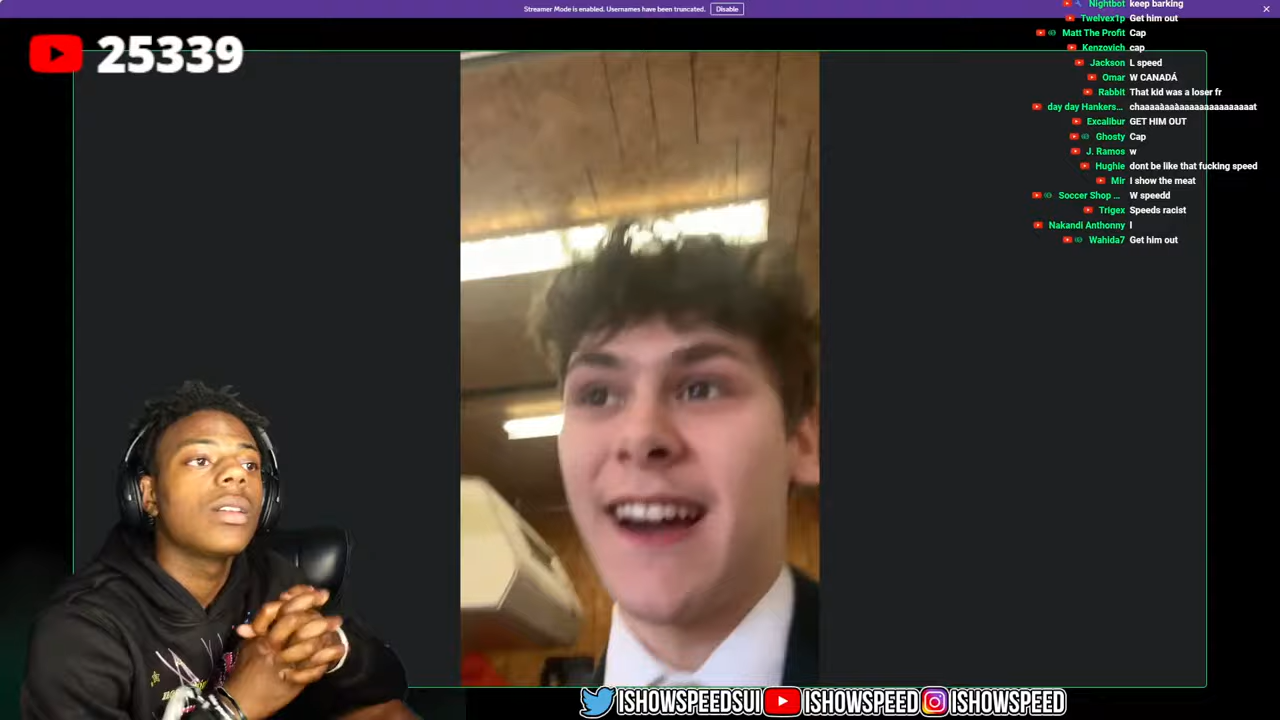 Streamer Mode is enabled. Usernames have been truncated. Disable
25339
Nightbot keep barking
Twelvex1p Get him out
Matt The Profit Cap
Kenzovich cap
Jackson L speed
Omar W CANADÁ
Rabbit That kid was a loser fr
day day Hankers...
Excalibur GET HIM OUT
Ghosty Cap
J. Ramos w
Hughie dont be like that fucking speed
Mir I show the meat
Soccer Shop ... W speedd
Trigex Speeds racist
Nakandi Anthonny I
Wahida7 Get him out
ISHOWSPEEDSUI ISHOWSPEED ISHOWSPEED